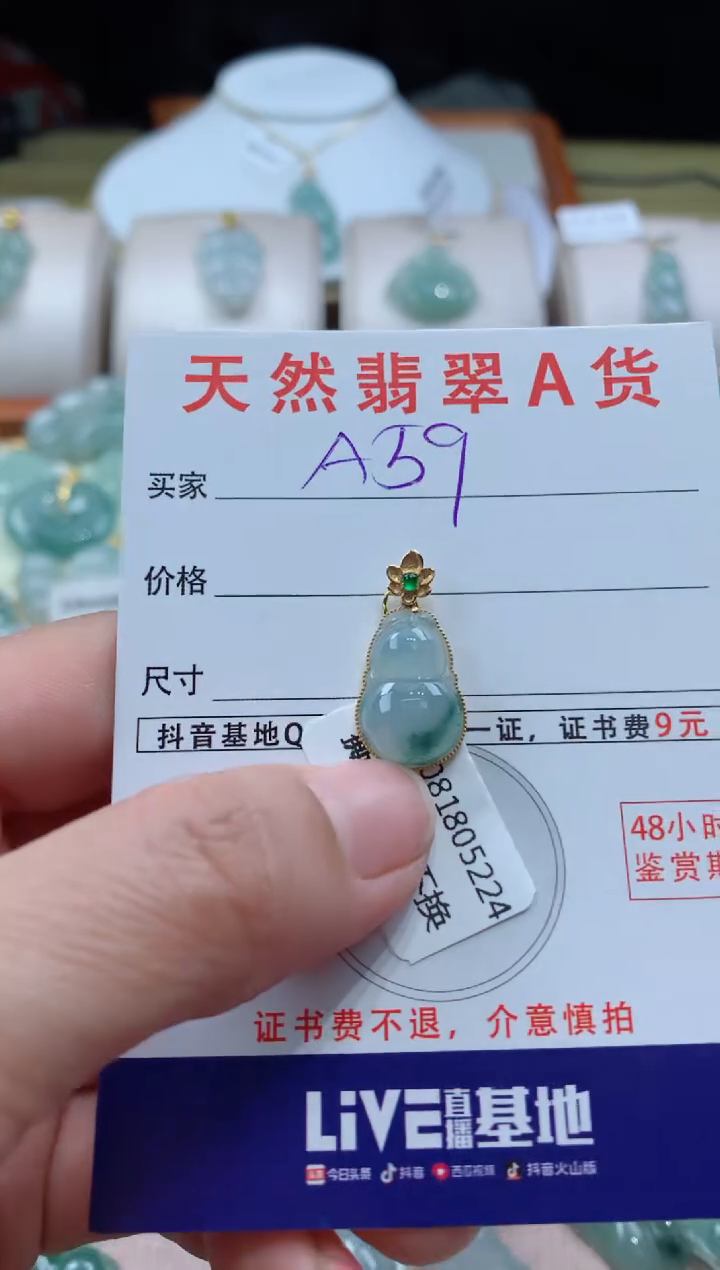 天然翡翠A货
买家 A39
价格
尺寸
抖音基地Q
一证，证书费9元
081805224
换
48小时
鉴赏期
证书费不退，介意慎拍
LiVE直播基地
今日头条 抖音 西瓜视频 抖音火山版